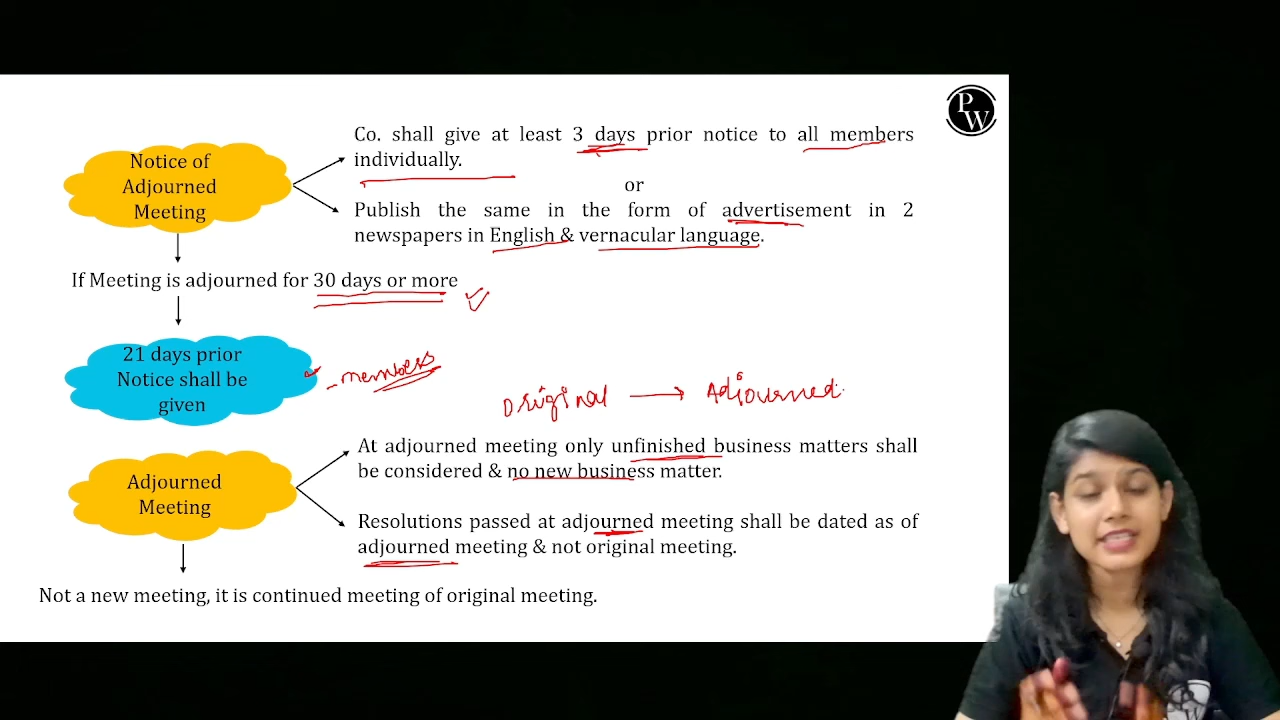 PW
Co. shall give at least 3 days prior notice to all members
individually.
Notice of
Adjourned
Meeting
or
Publish the same in the form of advertisement in 2
newspapers in English & vernacular language.
If Meeting is adjourned for 30 days or more
21 days prior
Notice shall be
given
- members
Original → Adjourned
At adjourned meeting only unfinished business matters shall
be considered & no new business matter.
Adjourned
Meeting
Resolutions passed at adjourned meeting shall be dated as of
adjourned meeting & not original meeting.
Not a new meeting, it is continued meeting of original meeting.
W